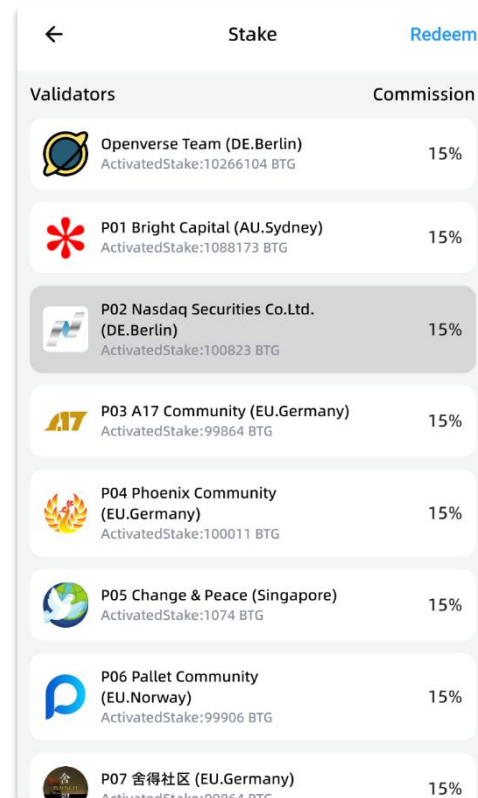 Stake
Redeem
Validators
Commission
Openverse Team (DE.Berlin)
ActivatedStake:10266104 BTG
15%
P01 Bright Capital (AU.Sydney)
ActivatedStake:1088173 BTG
15%
P02 Nasdaq Securities Co.Ltd.
(DE.Berlin)
ActivatedStake:100823 BTG
15%
A17
P03 A17 Community (EU.Germany)
ActivatedStake:99864 BTG
15%
P04 Phoenix Community
(EU.Germany)
ActivatedStake:100011 BTG
15%
P05 Change & Peace (Singapore)
ActivatedStake:1074 BTG
15%
P06 Pallet Community
(EU.Norway)
ActivatedStake:99906 BTG
15%
舍
P07 舍得社区 (EU.Germany)
ActivatedStake:99864 BTG
15%